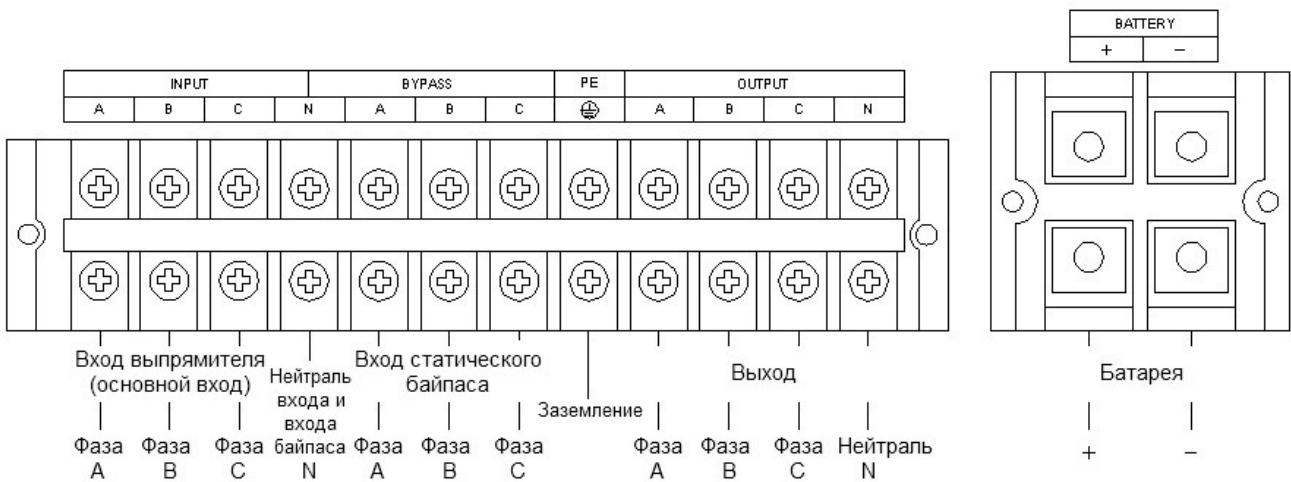 BATTERY
+ −
INPUT BYPASS PE OUTPUT
A B C N A B C A B C N
Вход выпрямителя
(основной вход)
Нейтраль
входа и
входа
байпаса
N
Вход статического
байпаса
Заземление
Выход
Батарея
Фаза Фаза Фаза Фаза Фаза Фаза Фаза Фаза Фаза Нейтраль
A B C A B C A B C N
+ −